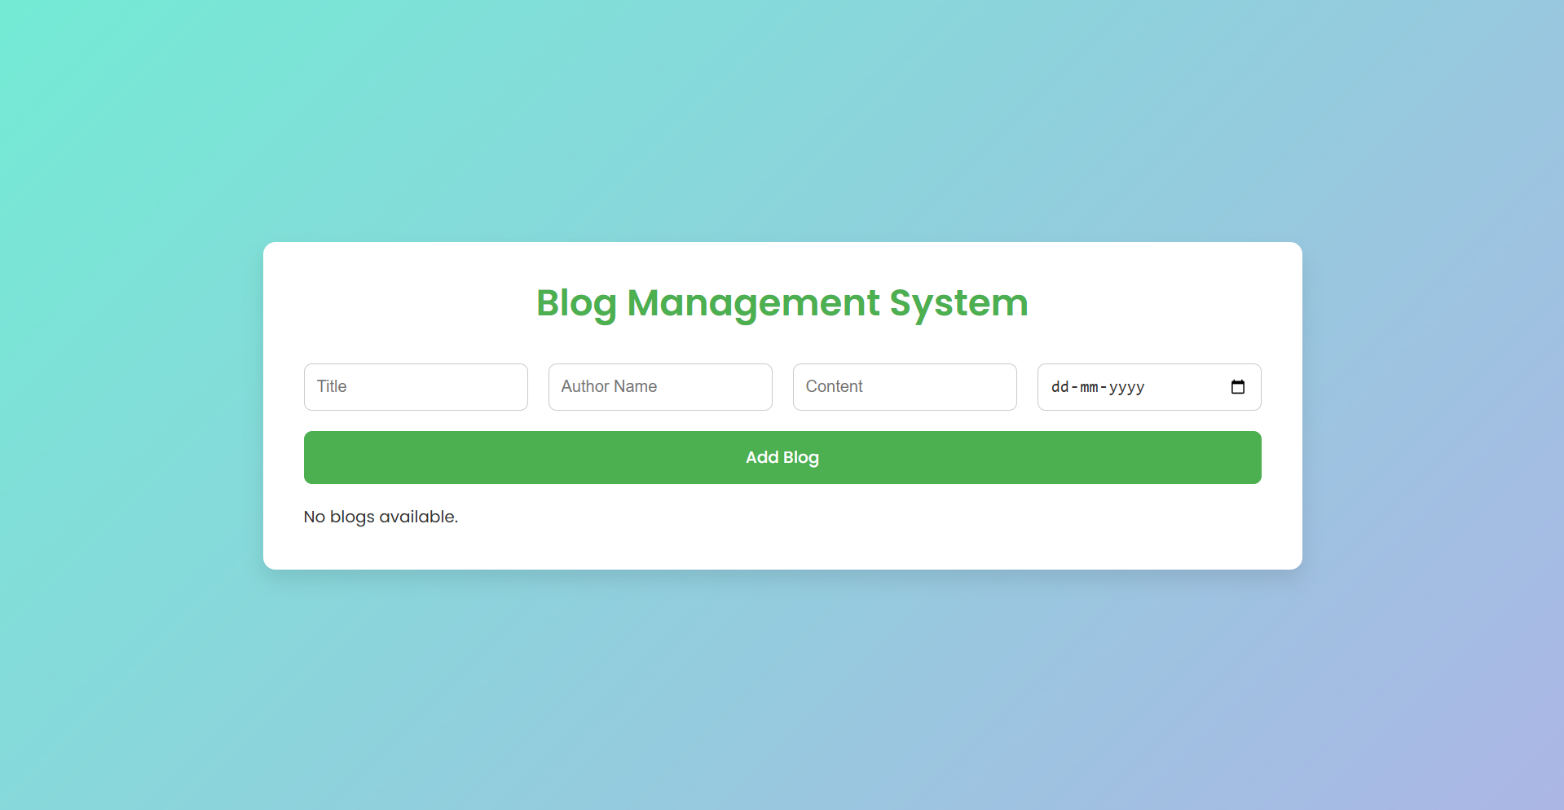 Blog Management System
Title
Author Name
Content
dd-mm-yyyy
Add Blog
No blogs available.